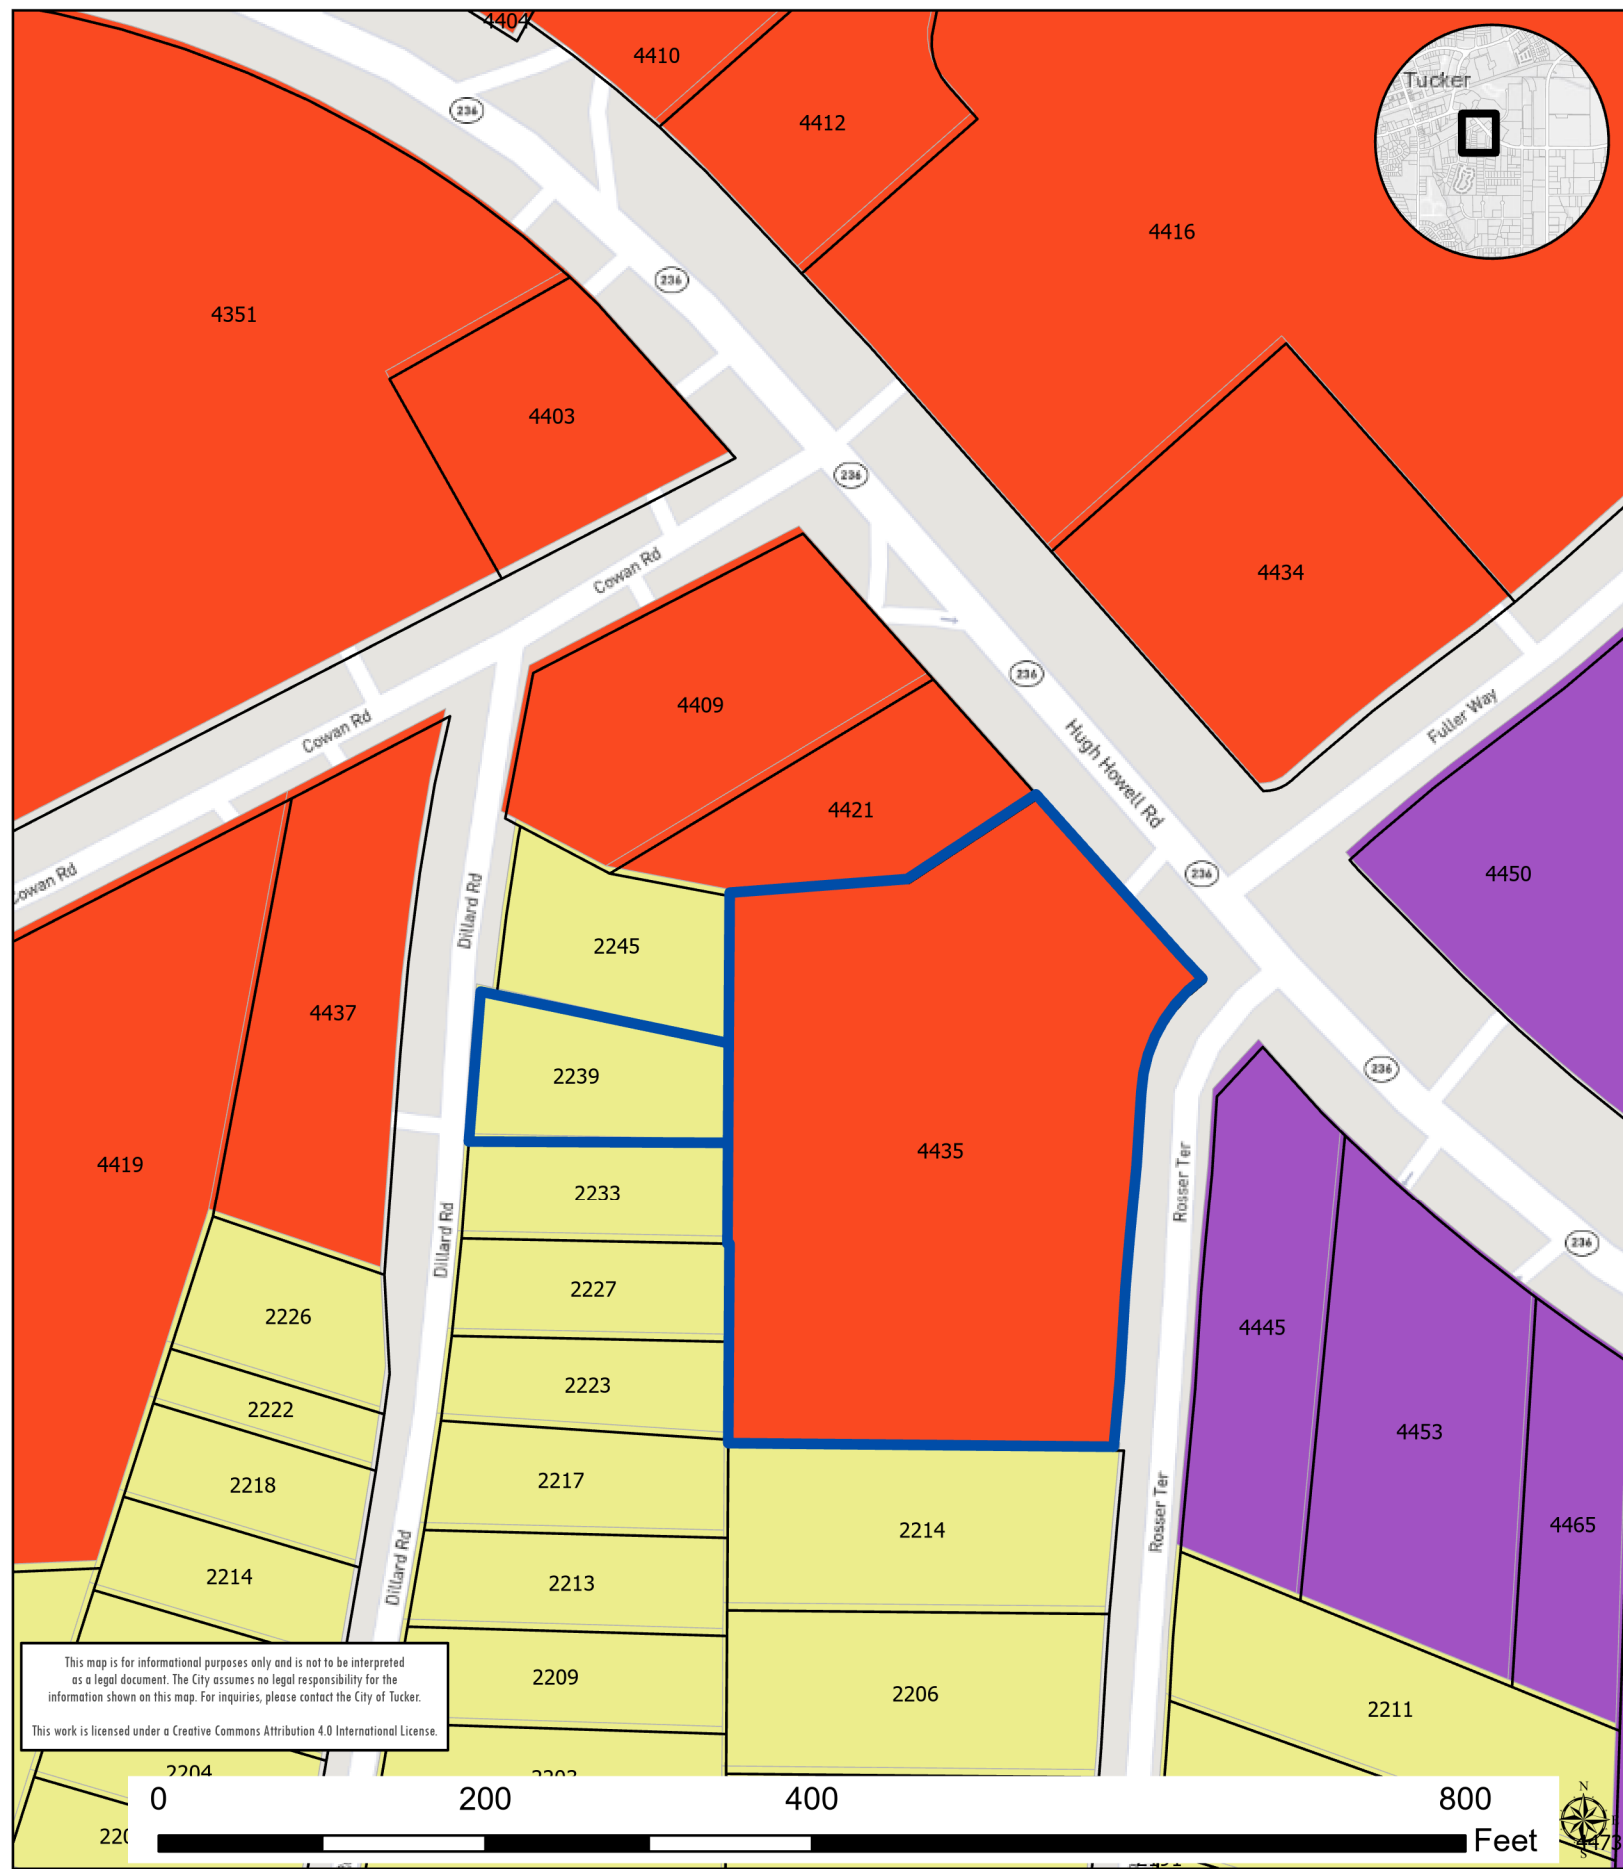 4404
4410
Tucker
236
4412
4416
236
4351
4403
236
Cowan Rd
4434
236
4409
Fuller Way
Cowan Rd
Hugh Howell Rd
4421
Cowan Rd
236
4450
Dillard Rd
2245
4437
2239
236
4419
4435
2233
Rosser Ter
Dillard Rd
236
2227
2226
4445
2223
2222
4453
2217
2218
Rosser Ter
2214
4465
2214
Dillard Rd
2213
2209
2206
2211
This map is for informational purposes only and is not to be interpreted
as a legal document. The City assumes no legal responsibility for the
information shown on this map. For inquiries, please contact the City of Tucker.
This work is licensed under a Creative Commons Attribution 4.0 International License.
2204
0 200 400 800
Feet
N
S
4473